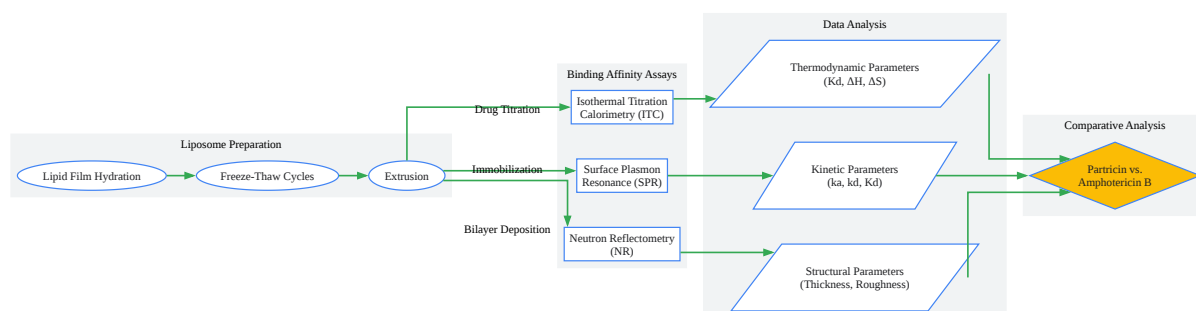 Liposome Preparation
Lipid Film Hydration
Freeze-Thaw Cycles
Extrusion
Drug Titration
Immobilization
Bilayer Deposition
Binding Affinity Assays
Isothermal Titration
Calorimetry (ITC)
Surface Plasmon
Resonance (SPR)
Neutron Reflectometry
(NR)
Data Analysis
Thermodynamic Parameters
(Kd, ΔH, ΔS)
Kinetic Parameters
(ka, kd, Kd)
Structural Parameters
(Thickness, Roughness)
Comparative Analysis
Partricin vs.
Amphotericin B